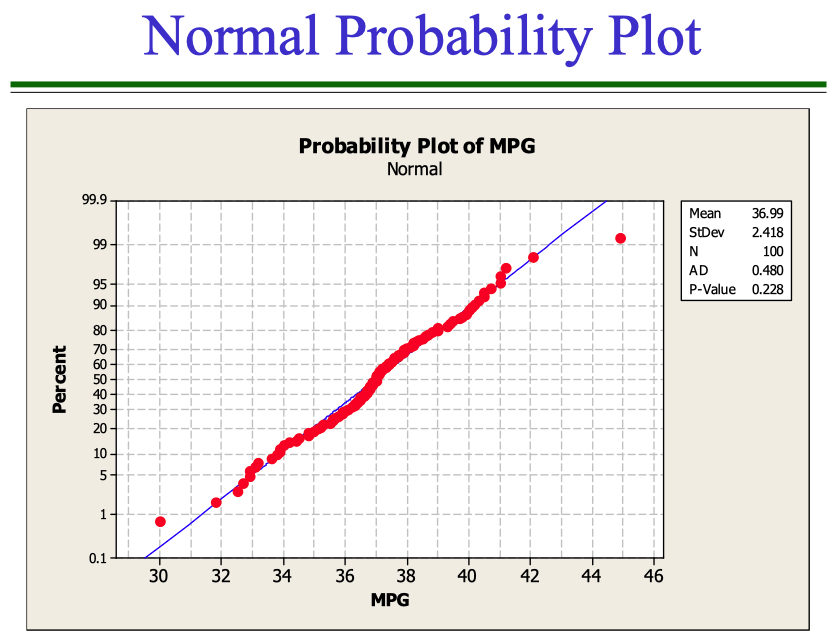 Normal Probability Plot
Probability Plot of MPG
Normal
99.9
99
95
90
80
70
60
50
40
30
20
10
5
1
0.1
Percent
30 32 34 36 38 40 42 44 46
MPG
Mean 36.99
StDev 2.418
N 100
AD 0.480
P-Value 0.228